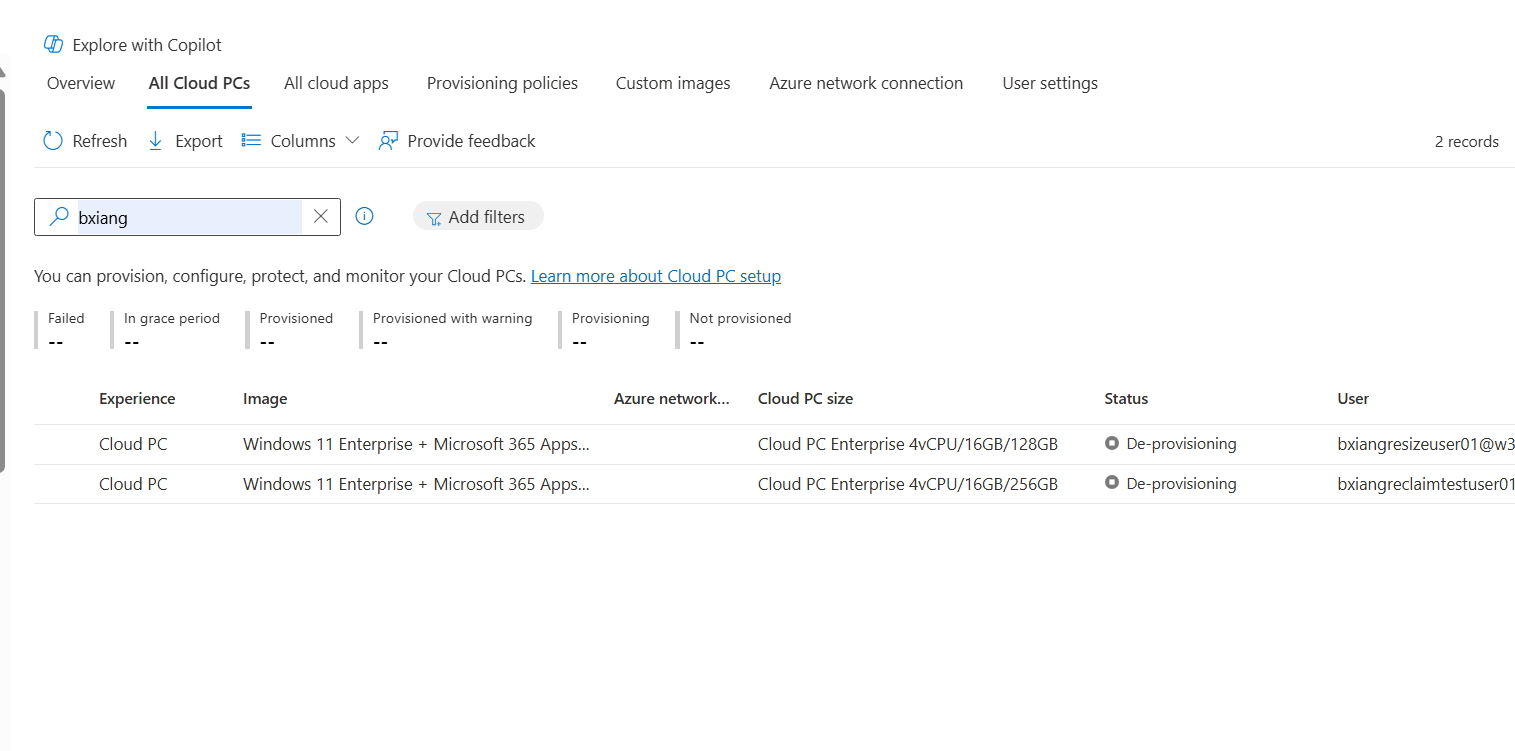 Explore with Copilot
Overview All Cloud PCs All cloud apps Provisioning policies Custom images Azure network connection User settings
Refresh Export Columns Provide feedback 2 records
bxiang Add filters
You can provision, configure, protect, and monitor your Cloud PCs. Learn more about Cloud PC setup
Failed In grace period Provisioned Provisioned with warning Provisioning Not provisioned
-- -- -- -- -- --
Experience Image Azure network... Cloud PC size Status User
Cloud PC Windows 11 Enterprise + Microsoft 365 Apps... Cloud PC Enterprise 4vCPU/16GB/128GB De-provisioning bxiangresizeuser01@w3
Cloud PC Windows 11 Enterprise + Microsoft 365 Apps... Cloud PC Enterprise 4vCPU/16GB/256GB De-provisioning bxiangreclaimtestuser01